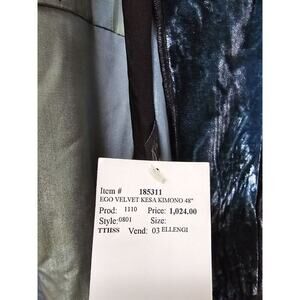 Item # 185311
EGO VELVET KESA KIMONO 48"
Prod: 1110 Price: 1,024.00
Style:0801 Size:
TTHSS Vend: 03 ELLENGI